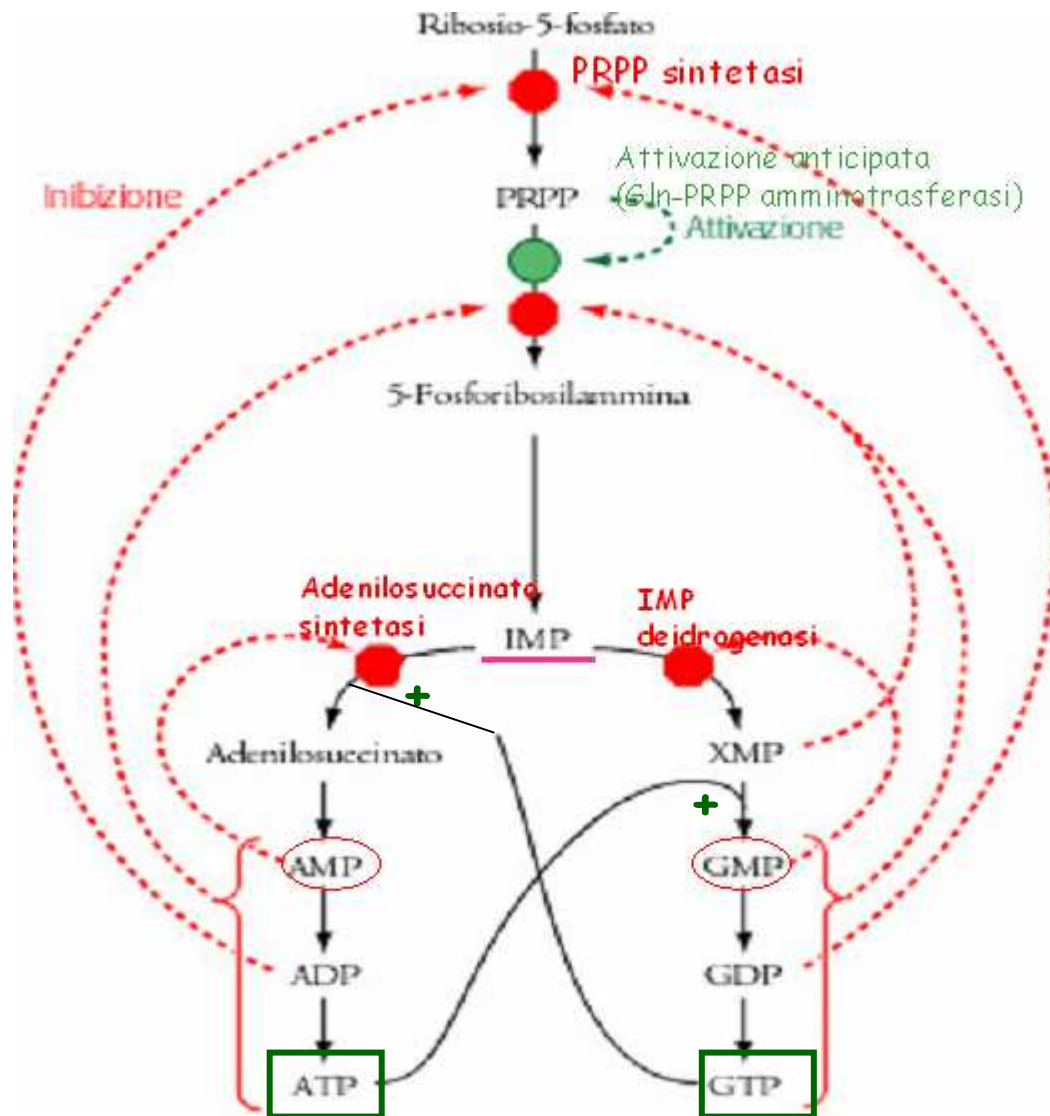 Ribosio-5-fosfato
PRPP sintetasi
Inibizione
Attivazione anticipata
(Gln-PRPP amminotrasferasi)
PRPP
Attivazione
5-Fosforibosilammina
Adenilosuccinato
sintetasi
IMP
deidrogenasi
IMP
+
Adenilosuccinato
XMP
+
AMP
GMP
ADP
GDP
ATP
GTP